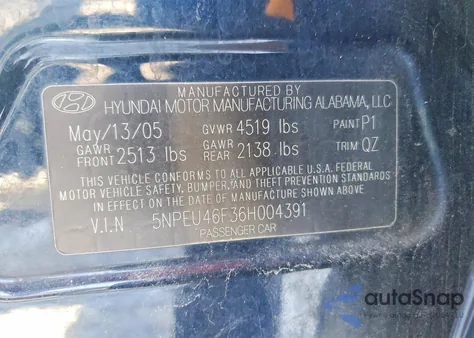 MANUFACTURED BY
HYUNDAI MOTOR MANUFACTURING ALABAMA, LLC
May/13/05 GVWR 4519 lbs PAINT P1
GAWR FRONT 2513 lbs GAWR REAR 2138 lbs TRIM QZ
THIS VEHICLE CONFORMS TO ALL APPLICABLE U.S.A. FEDERAL
MOTOR VEHICLE SAFETY, BUMPER, AND THEFT PREVENTION STANDARDS
IN EFFECT ON THE DATE OF MANUFACTURE SHOWN ABOVE.
V.I.N 5NPEU46F36H004391
PASSENGER CAR
autoSnap